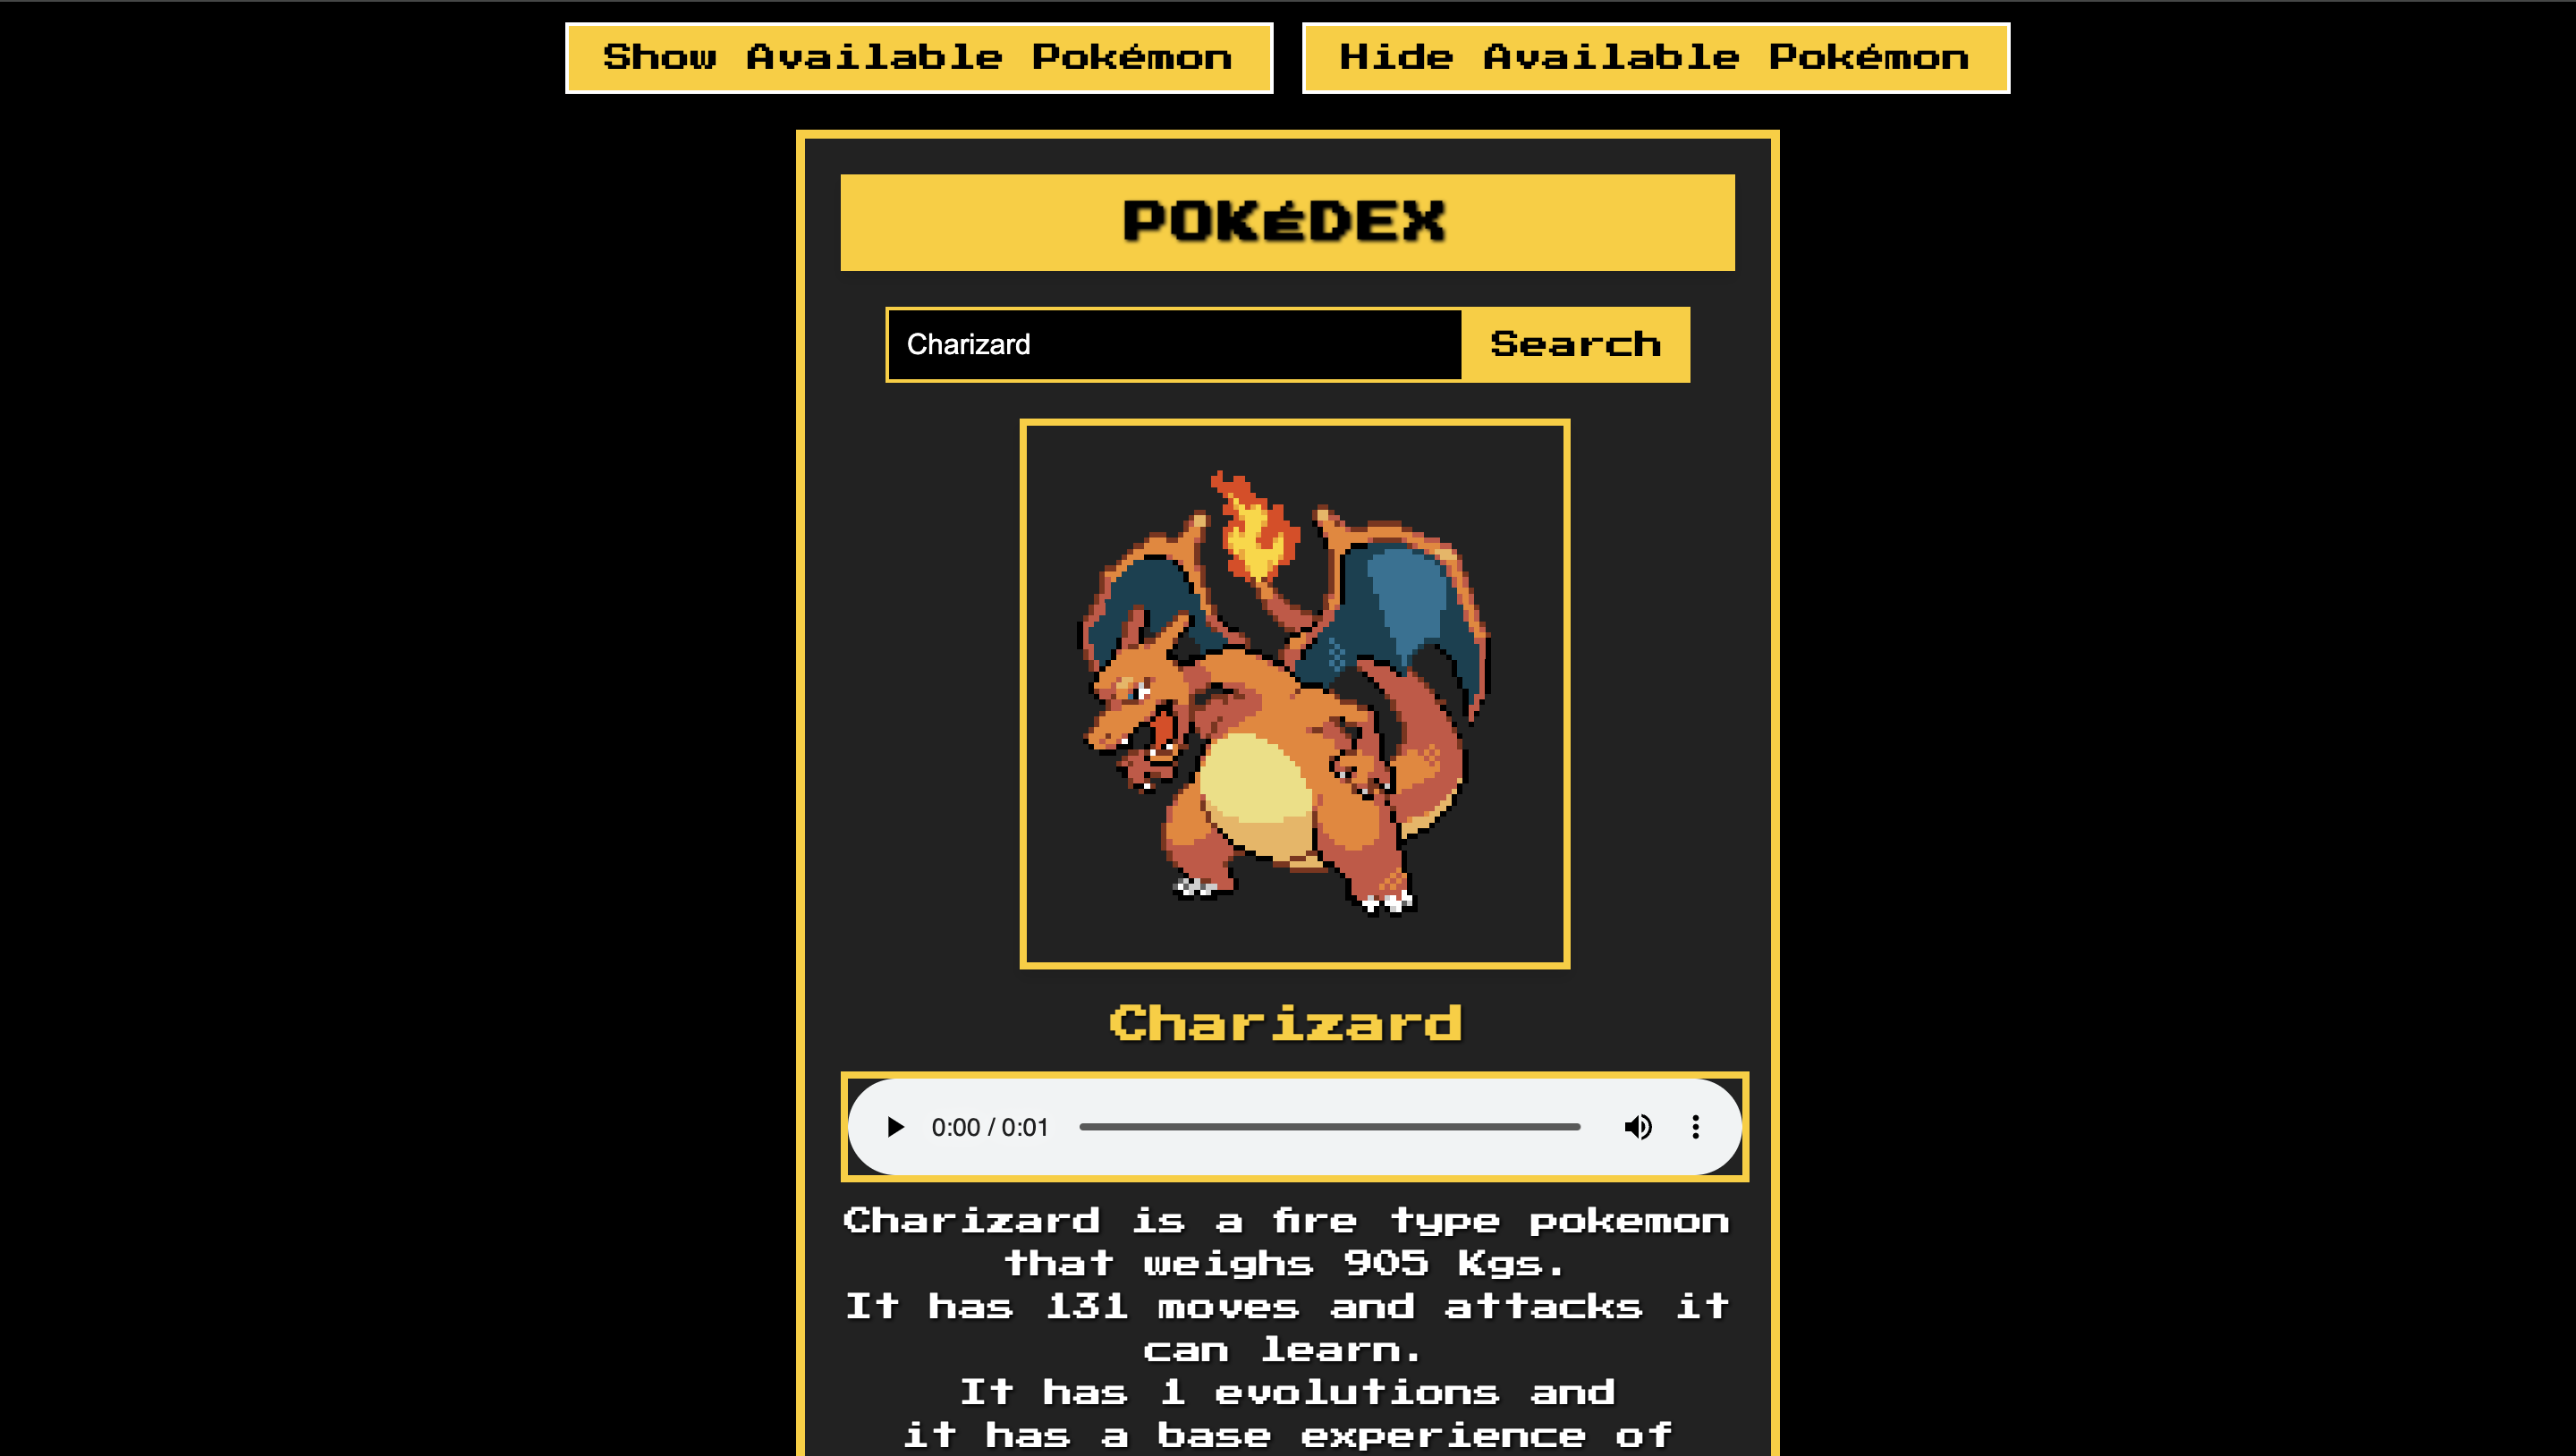 Show Available Pokémon
Hide Available Pokémon
POKéDEX
Charizard
Search
Charizard
0:00 / 0:01
Charizard is a fire type pokemon
that weighs 905 Kgs.
It has 131 moves and attacks it
can learn.
It has 1 evolutions and
it has a base experience of